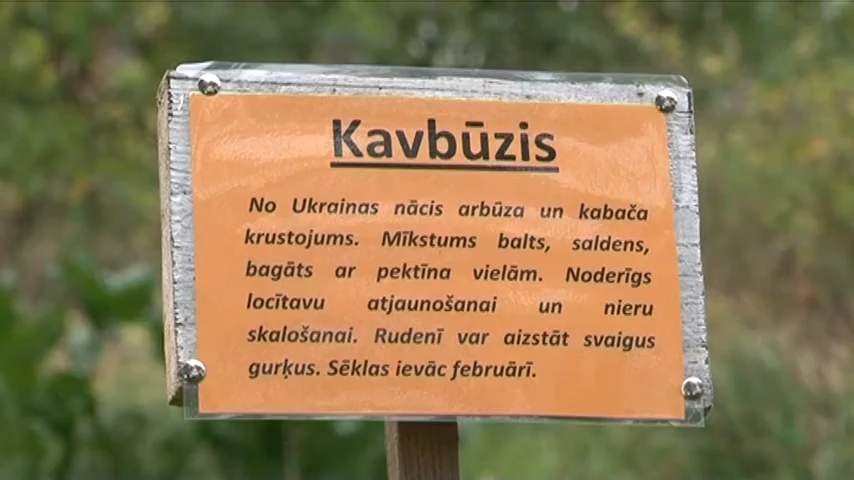 Kavbūzis
No Ukrainas nācis arbūza un kabača
krustojums. Mīkstums balts, saldens,
bagāts ar pektīna vielām. Noderīgs
locītavu atjaunošanai un nieru
skalošanai. Rudenī var aizstāt svaigus
gurķus. Sēklas ievāc februārī.